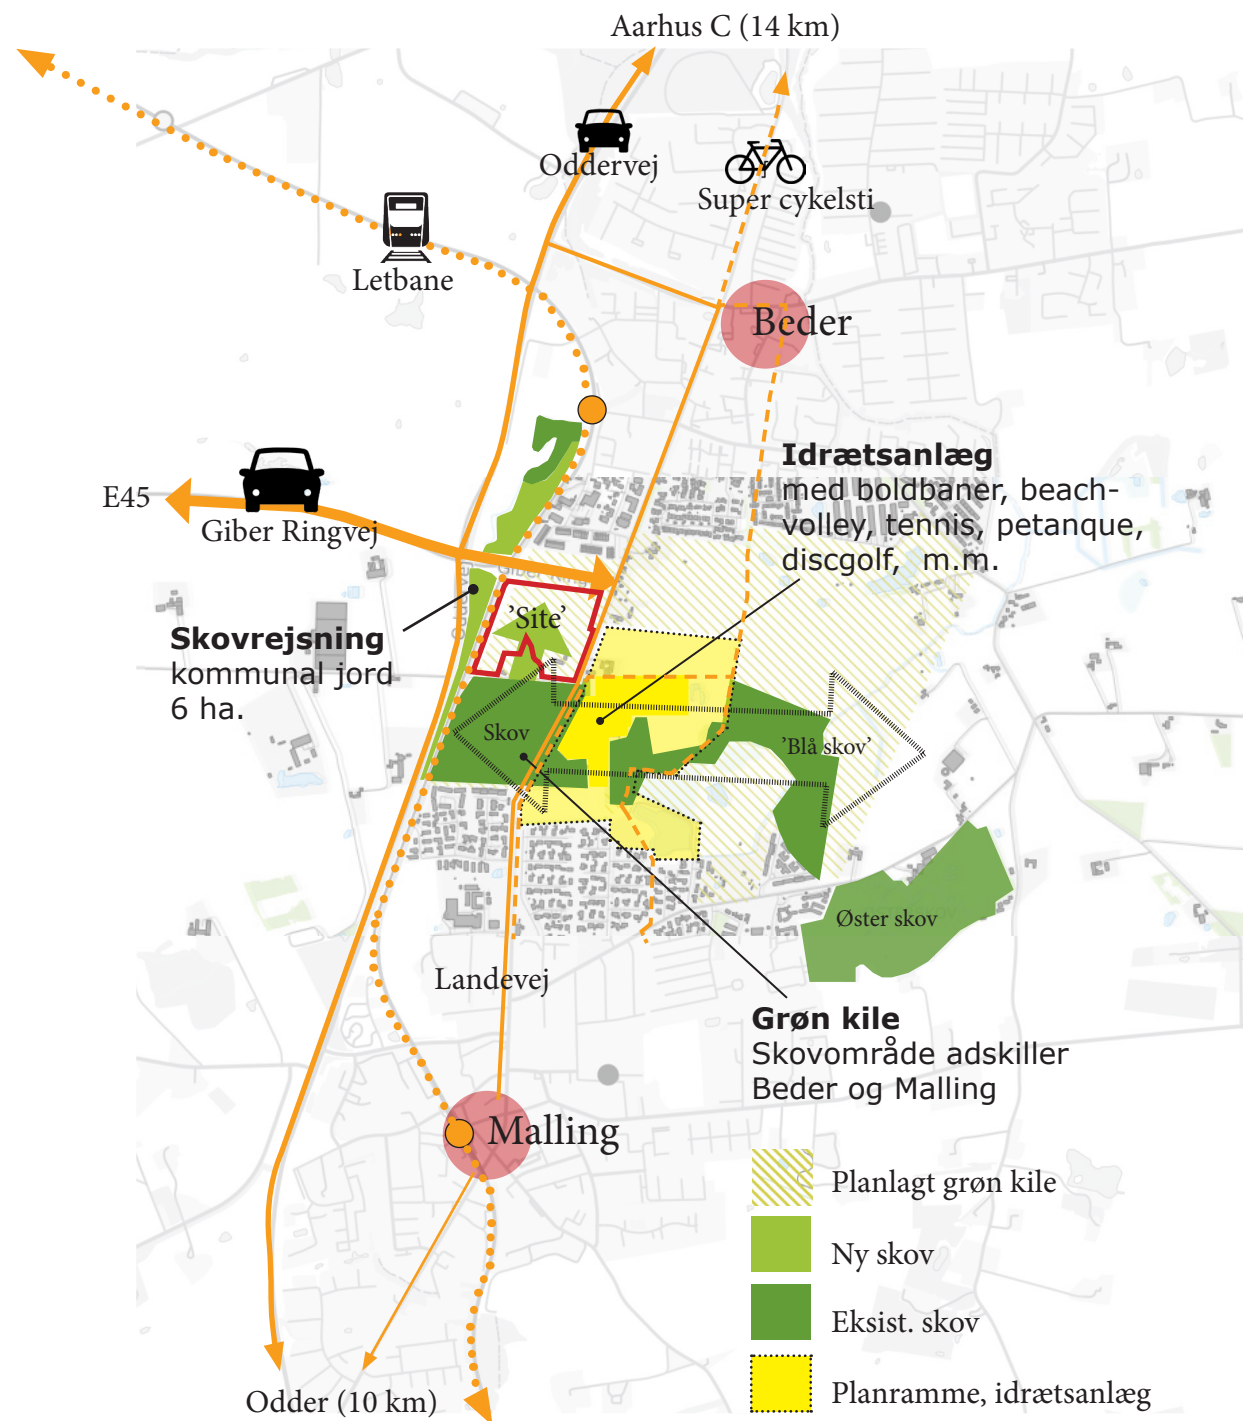 Aarhus C (14 km)
Oddervej
Super cykelsti
Letbane
Beder
Idrætsanlæg
med boldbaner, beach-
volley, tennis, petanque,
discgolf, m.m.
E45
Giber Ringvej
Giber Ring
'Site'
Skovrejsning
kommunal jord
6 ha.
Skov
'Blå skov'
Øster skov
Landevej
Grøn kile
Skovområde adskiller
Beder og Malling
Malling
Planlagt grøn kile
Ny skov
Eksist. skov
Planramme, idrætsanlæg
Odder (10 km)